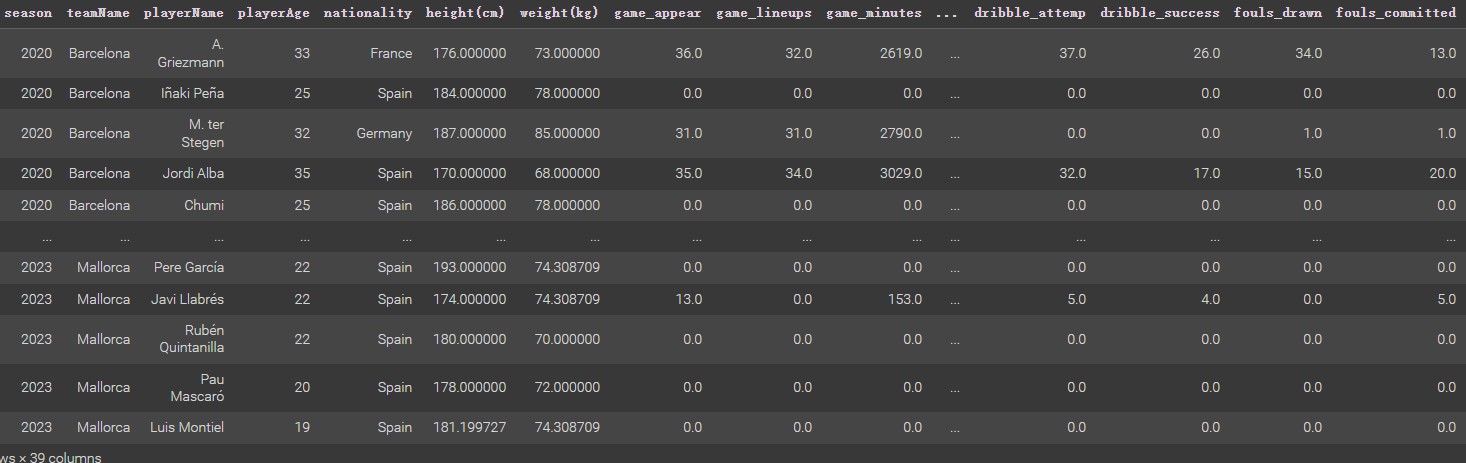 season teamName playerName playerAge nationality height(cm) weight(kg) game_appear game_lineups game_minutes ... dribble_attemp dribble_success fouls_drawn fouls_committed
2020 Barcelona A. Griezmann 33 France 176.000000 73.000000 36.0 32.0 2619.0 ... 37.0 26.0 34.0 13.0
2020 Barcelona Iñaki Peña 25 Spain 184.000000 78.000000 0.0 0.0 0.0 ... 0.0 0.0 0.0 0.0
2020 Barcelona M. ter Stegen 32 Germany 187.000000 85.000000 31.0 31.0 2790.0 ... 0.0 0.0 1.0 1.0
2020 Barcelona Jordi Alba 35 Spain 170.000000 68.000000 35.0 34.0 3029.0 ... 32.0 17.0 15.0 20.0
2020 Barcelona Chumi 25 Spain 186.000000 78.000000 0.0 0.0 0.0 ... 0.0 0.0 0.0 0.0
... ... ... ... ... ... ... ... ... ... ... ... ... ... ...
2023 Mallorca Pere García 22 Spain 193.000000 74.308709 0.0 0.0 0.0 ... 0.0 0.0 0.0 0.0
2023 Mallorca Javi Llabrés 22 Spain 174.000000 74.308709 13.0 0.0 153.0 ... 5.0 4.0 0.0 5.0
2023 Mallorca Rubén Quintanilla 22 Spain 180.000000 70.000000 0.0 0.0 0.0 ... 0.0 0.0 0.0 0.0
2023 Mallorca Pau Mascaró 20 Spain 178.000000 72.000000 0.0 0.0 0.0 ... 0.0 0.0 0.0 0.0
2023 Mallorca Luis Montiel 19 Spain 181.199727 74.308709 0.0 0.0 0.0 ... 0.0 0.0 0.0 0.0
ws × 39 columns